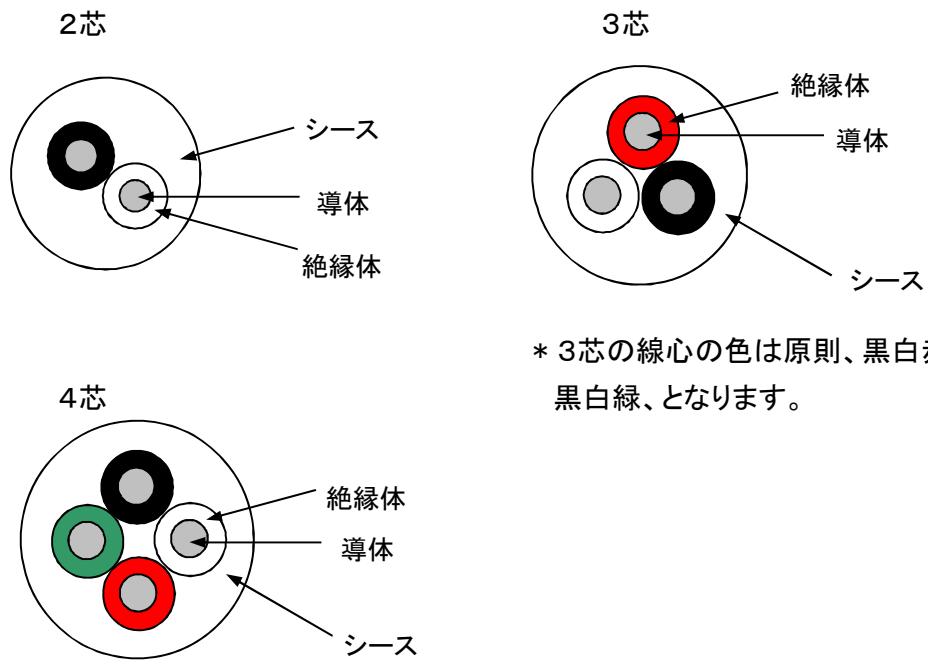 2芯
シース
導体
絶縁体
3芯
絶縁体
導体
シース
* 3芯の線心の色は原則、黒白
黒白緑、となります。
4芯
絶縁体
導体
シース